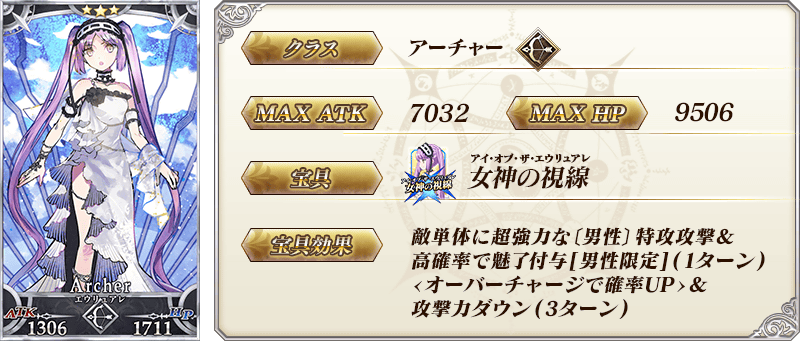 Archer
エウリュアレ
ATK
HP
1306
1711
クラス
アーチャー
MAX ATK
7032
MAX HP
9506
宝具
女神の視線
アイ・オブ・ザ・エウリュアレ
女神の視線
宝具効果
敵単体に超強力な〔男性〕特攻攻撃＆
高確率で魅了付与[男性限定](1ターン)
<オーバーチャージで確率UP>＆
攻撃力ダウン(3ターン)